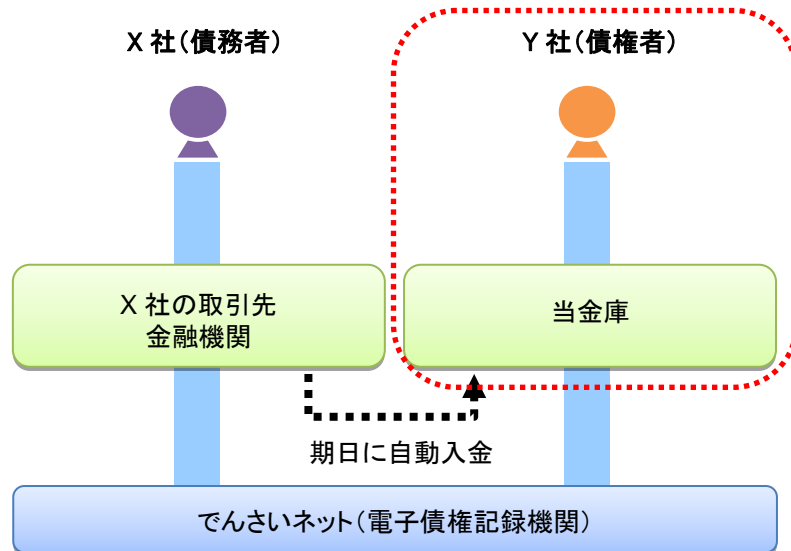 X 社(債務者)
Y 社(債権者)
X 社の取引先
金融機関
当金庫
期日に自動入金
でんさいネット(電子債権記録機関)